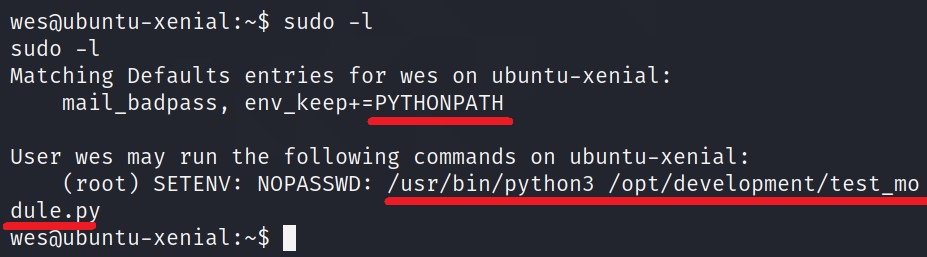 wes@ubuntu-xenial:~$ sudo -l
sudo -l
Matching Defaults entries for wes on ubuntu-xenial:
    mail_badpass, env_keep+=PYTHONPATH

User wes may run the following commands on ubuntu-xenial:
    (root) SETENV: NOPASSWD: /usr/bin/python3 /opt/development/test_mo
dule.py
wes@ubuntu-xenial:~$